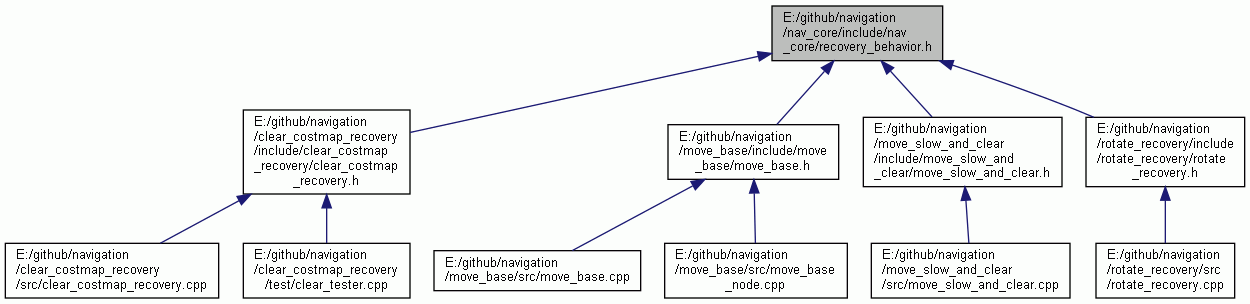 E:/github/navigation
/nav_core/include/nav
_core/recovery_behavior.h
E:/github/navigation
/clear_costmap_recovery
/include/clear_costmap
_recovery/clear_costmap
_recovery.h
E:/github/navigation
/move_base/include/move
_base/move_base.h
E:/github/navigation
/move_slow_and_clear
/include/move_slow_and
_clear/move_slow_and_clear.h
E:/github/navigation
/rotate_recovery/include
/rotate_recovery/rotate
_recovery.h
E:/github/navigation
/clear_costmap_recovery
/src/clear_costmap_recovery.cpp
E:/github/navigation
/clear_costmap_recovery
/test/clear_tester.cpp
E:/github/navigation
/move_base/src/move_base.cpp
E:/github/navigation
/move_base/src/move_base
_node.cpp
E:/github/navigation
/move_slow_and_clear
/src/move_slow_and_clear.cpp
E:/github/navigation
/rotate_recovery/src
/rotate_recovery.cpp